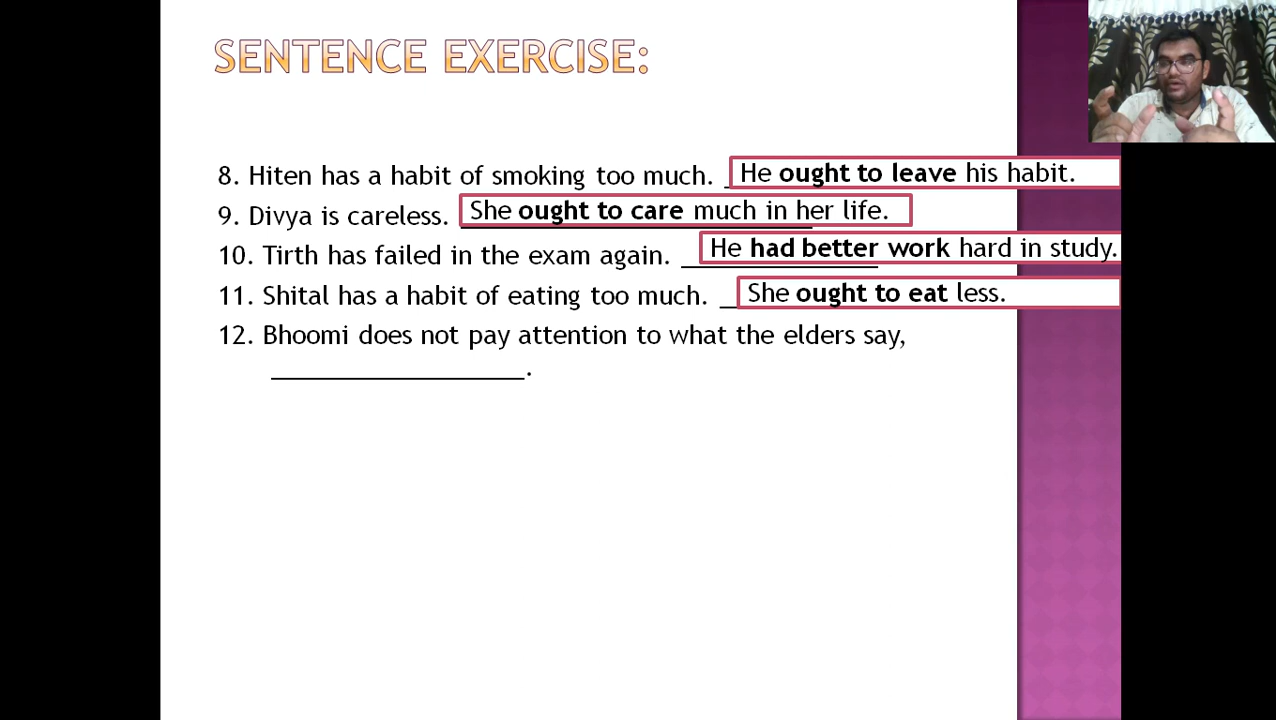 SENTENCE EXERCISE:
8. Hiten has a habit of smoking too much. He ought to leave his habit.
9. Divya is careless. She ought to care much in her life.
10. Tirth has failed in the exam again. He had better work hard in study.
11. Shital has a habit of eating too much. She ought to eat less.
12. Bhoomi does not pay attention to what the elders say,
____________________.